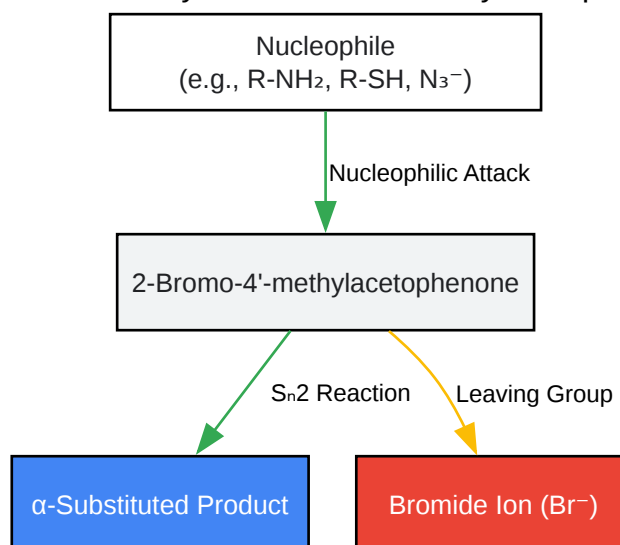 Nucleophile
(e.g., R-NH₂, R-SH, N₃⁻)
Nucleophilic Attack
2-Bromo-4'-methylacetophenone
Sₙ2 Reaction
Leaving Group
α-Substituted Product
Bromide Ion (Br⁻)